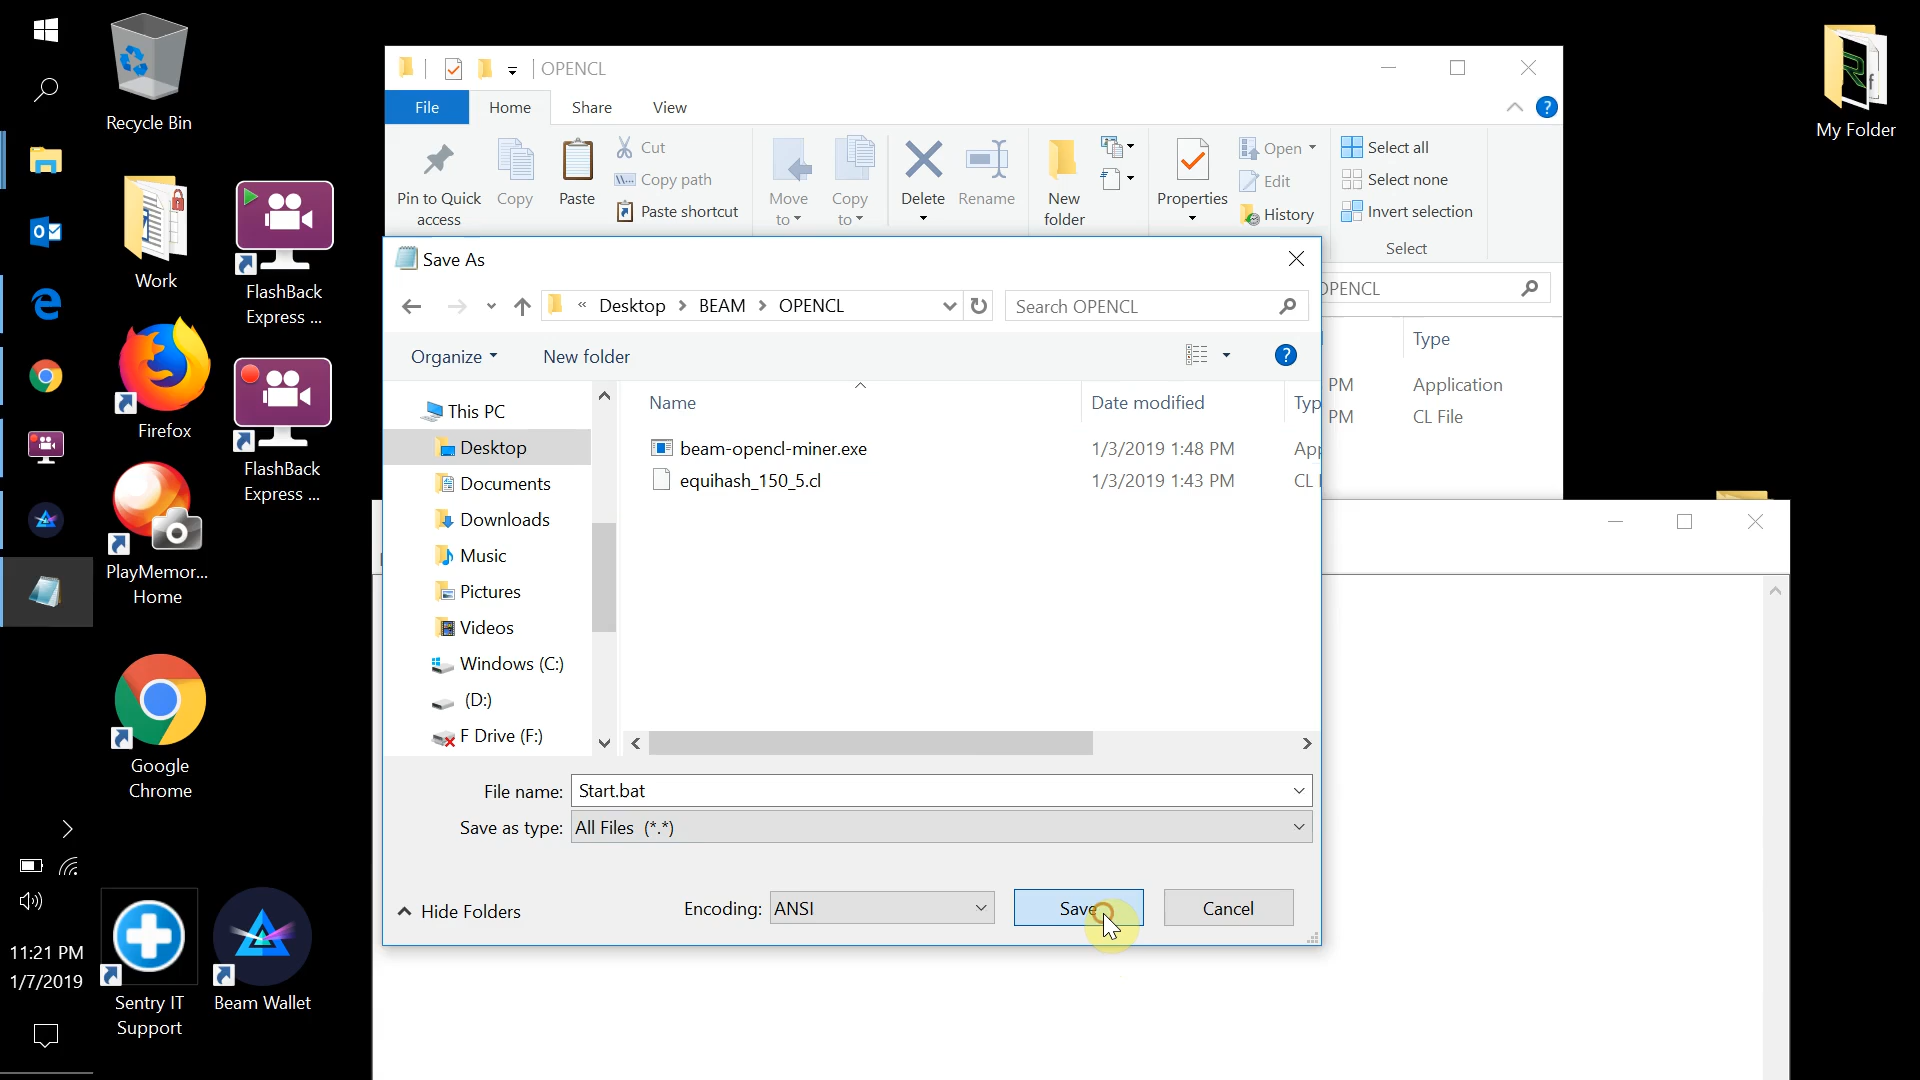 Recycle Bin
Work
FlashBack
Express ...
Firefox
FlashBack
Express ...
PlayMemor...
Home
Google
Chrome
11:21 PM
1/7/2019
Sentry IT
Support
Beam Wallet
My Folder
OPENCL
File
Home
Share
View
?
Pin to Quick
access
Copy
Paste
Cut
Copy path
Paste shortcut
Move
to
Copy
to
Delete
Rename
New
folder
Properties
Open
Edit
History
Select all
Select none
Invert selection
Select
OPENCL
Type
PM
Application
PM
CL File
Save As
« Desktop > BEAM > OPENCL
Search OPENCL
Organize
New folder
?
This PC
Desktop
Documents
Downloads
Music
Pictures
Videos
Windows (C:)
(D:)
F Drive (F:)
Name
Date modified
Typ
beam-opencl-miner.exe
1/3/2019 1:48 PM
App
equihash_150_5.cl
1/3/2019 1:43 PM
CL
File name: Start.bat
Save as type: All Files (*.*)
Hide Folders
Encoding: ANSI
Save
Cancel